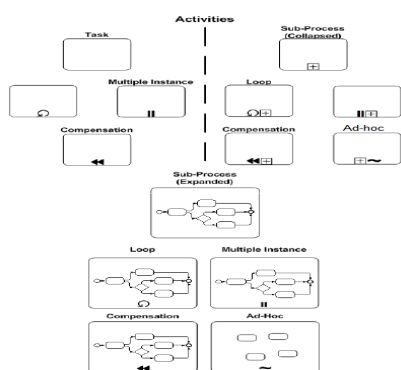 Activities
Task
Sub-Process
(Collapsed)
Multiple Instance
Loop
Compensation
Compensation
Ad-hoc
Sub-Process
(Expanded)
Loop
Multiple Instance
Compensation
Ad-Hoc